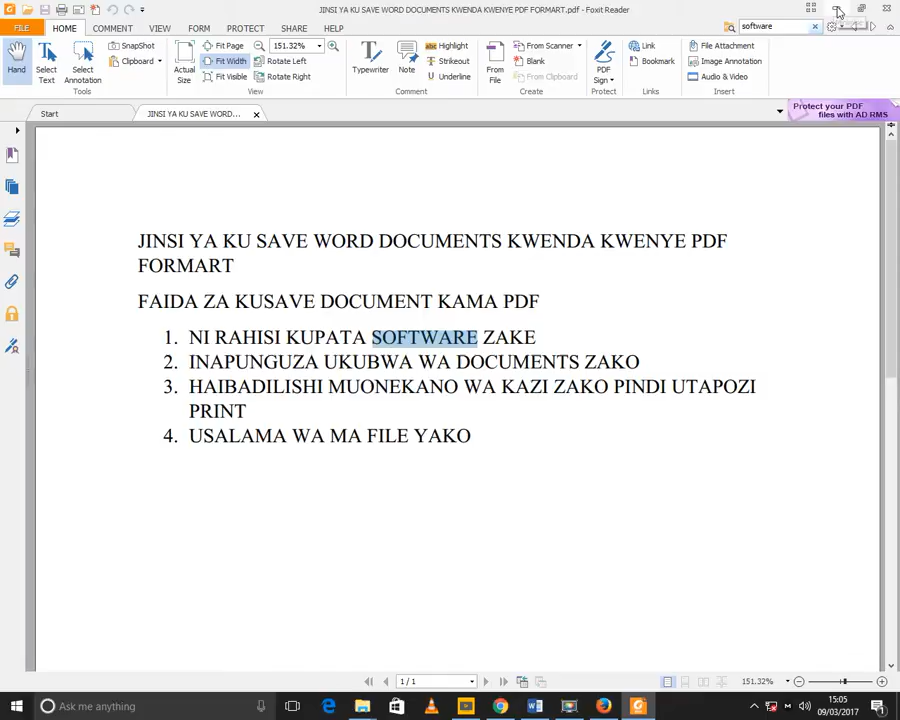 JINSI YA KU SAVE WORD DOCUMENTS KWENDA KWENYE PDF FORMART.pdf - Foxit Reader
FILE HOME COMMENT VIEW FORM PROTECT SHARE HELP
software
Hand
Select Text
Select Annotation
SnapShot
Clipboard
Tools
Actual Size
Fit Page
Fit Width
Fit Visible
151.32%
Rotate Left
Rotate Right
View
Typewriter
Note
Highlight
Strikeout
Underline
Comment
From File
From Scanner
Blank
From Clipboard
Create
PDF Sign
Protect
Link
Bookmark
Links
File Attachment
Image Annotation
Audio & Video
Insert
Start
JINSI YA KU SAVE WORD...
Protect your PDF
files with AD RMS
JINSI YA KU SAVE WORD DOCUMENTS KWENDA KWENYE PDF
FORMART
FAIDA ZA KUSAVE DOCUMENT KAMA PDF
1. NI RAHISI KUPATA SOFTWARE ZAKE
2. INAPUNGUZA UKUBWA WA DOCUMENTS ZAKO
3. HAIBADILISHI MUONEKANO WA KAZI ZAKO PINDI UTAPOZI
PRINT
4. USALAMA WA MA FILE YAKO
1 / 1
151.32%
Ask me anything
15:05
09/03/2017